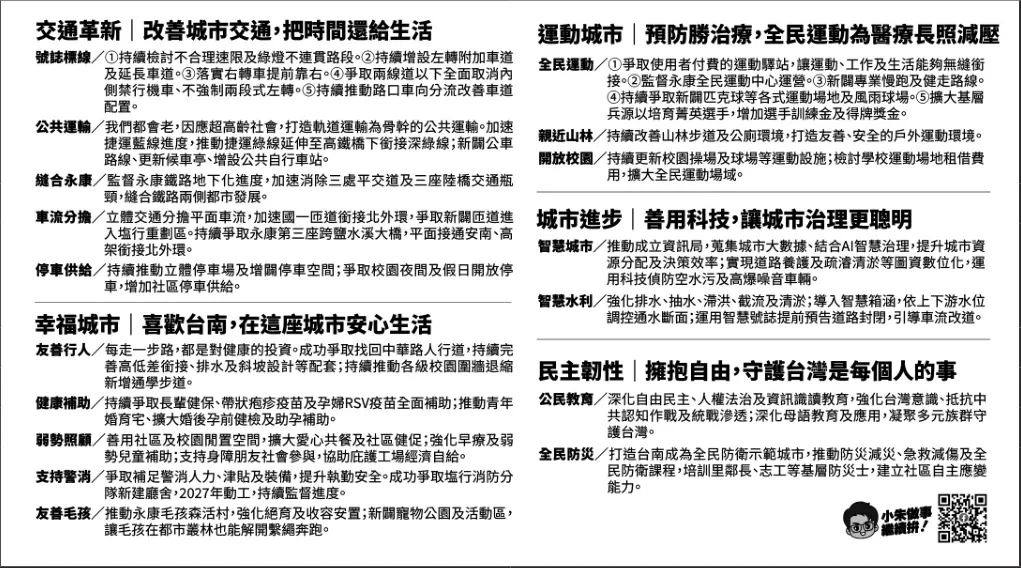 交通革新｜改善城市交通，把時間還給生活
號誌標線／①持續檢討不合理速限及綠燈不連貫路段。②持續增設左轉附加車道
及延長車道。③落實右轉車提前靠右。④爭取兩線道以下全面取消內
側禁行機車、不強制兩段式左轉。⑤持續推動路口車向分流改善車道
配置。
公共運輸／我們都會老，因應超高齡社會，打造軌道運輸為骨幹的公共運輸。加速
捷運藍線進度，推動捷運綠線延伸至高鐵橋下銜接深綠線；新闢公車
路線、更新候車亭、增設公共自行車站。
縫合永康／監督永康鐵路地下化進度，加速消除三處平交道及三座陸橋交通瓶
頸，縫合鐵路兩側都市發展。
車流分擔／立體交通分擔平面車流，加速國一匝道銜接北外環，爭取新闢匝道進
入塩行重劃區。持續爭取永康第三座跨鹽水溪大橋，平面接通安南、高
架銜接北外環。
停車供給／持續推動立體停車場及增闢停車空間；爭取校園夜間及假日開放停
車，增加社區停車供給。
幸福城市｜喜歡台南，在這座城市安心生活
友善行人／每走一步路，都是對健康的投資。成功爭取找回中華路人行道，持續完
善高低差銜接、排水及斜坡設計等配套；持續推動各級校園圍牆退縮
新增通學步道。
健康補助／持續爭取長輩健保、帶狀疱疹疫苗及孕婦RSV疫苗全面補助；推動青年
婚育宅、擴大婚後孕前健檢及助孕補助。
弱勢照顧／善用社區及校園閒置空間，擴大愛心共餐及社區健促；強化早療及弱
勢兒童補助；支持身障朋友社會參與，協助庇護工場經濟自給。
支持警消／爭取補足警消人力、津貼及裝備，提升執勤安全。成功爭取塩行消防分
隊新建廳舍，2027年動工，持續監督進度。
友善毛孩／推動永康毛孩森活村，強化絕育及收容安置；新闢寵物公園及活動區，
讓毛孩在都市叢林也能解開繫繩奔跑。
運動城市｜預防勝治療，全民運動為醫療長照減壓
全民運動／①爭取使用者付費的運動驛站，讓運動、工作及生活能夠無縫銜
接。②監督永康全民運動中心運營。③新闢專業慢跑及健走路線。
④持續爭取新闢匹克球等各式運動場地及風雨球場。⑤擴大基層
兵源以培育菁英選手，增加選手訓練金及得牌獎金。
親近山林／持續改善山林步道及公廁環境，打造友善、安全的戶外運動環境。
開放校園／持續更新校園操場及球場等運動設施；檢討學校運動場地租借費
用，擴大全民運動場域。
城市進步｜善用科技，讓城市治理更聰明
智慧城市／推動成立資訊局，蒐集城市大數據、結合AI智慧治理，提升城市資
源分配及決策效率；實現道路養護及疏濬清淤等圖資數位化，運
用科技偵防空水污及高爆噪音車輛。
智慧水利／強化排水、抽水、滯洪、截流及清淤；導入智慧箱涵，依上下游水位
調控通水斷面；運用智慧號誌提前預告道路封閉，引導車流改道。
民主韌性｜擁抱自由，守護台灣是每個人的事
公民教育／深化自由民主、人權法治及資訊識讀教育，強化台灣意識、抵抗中
共認知作戰及統戰滲透；深化母語教育及應用，凝聚多元族群守
護台灣。
全民防災／打造台南成為全民防衛示範城市，推動防災減災、急救減傷及全
民防衛課程，培訓里鄰長、志工等基層防災士，建立社區自主應變
能力。
小朱做事
繼續拚！